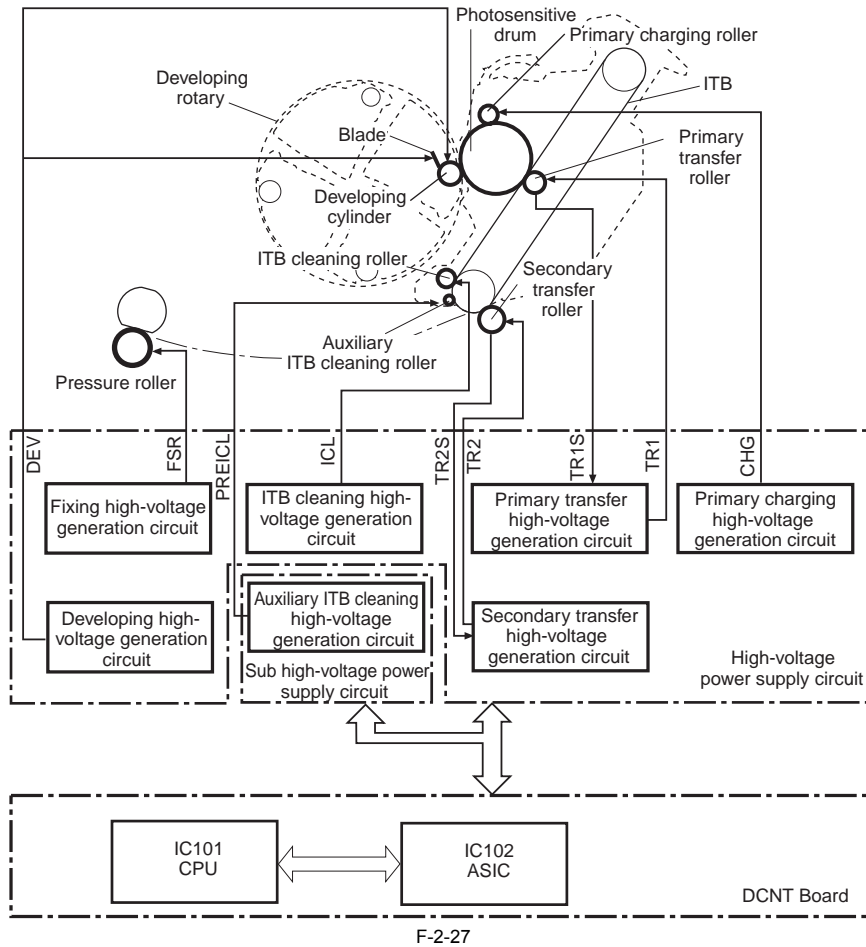 Photosensitive
drum
Primary charging roller
Developing
rotary
ITB
Blade
Primary
transfer
roller
Developing
cylinder
ITB cleaning roller
Secondary
transfer
roller
Auxiliary
ITB cleaning roller
Pressure roller
DEV
FSR
PREICL
ICL
TR2S
TR2
TR1S
TR1
CHG
Fixing high-voltage
generation circuit
ITB cleaning high-
voltage generation
circuit
Primary transfer
high-voltage
generation circuit
Primary charging
high-voltage
generation circuit
Developing high-
voltage generation
circuit
Auxiliary ITB cleaning
high-voltage
generation circuit
Secondary transfer
high-voltage
generation circuit
Sub high-voltage power
supply circuit
High-voltage
power supply circuit
IC101
CPU
IC102
ASIC
DCNT Board
F-2-27